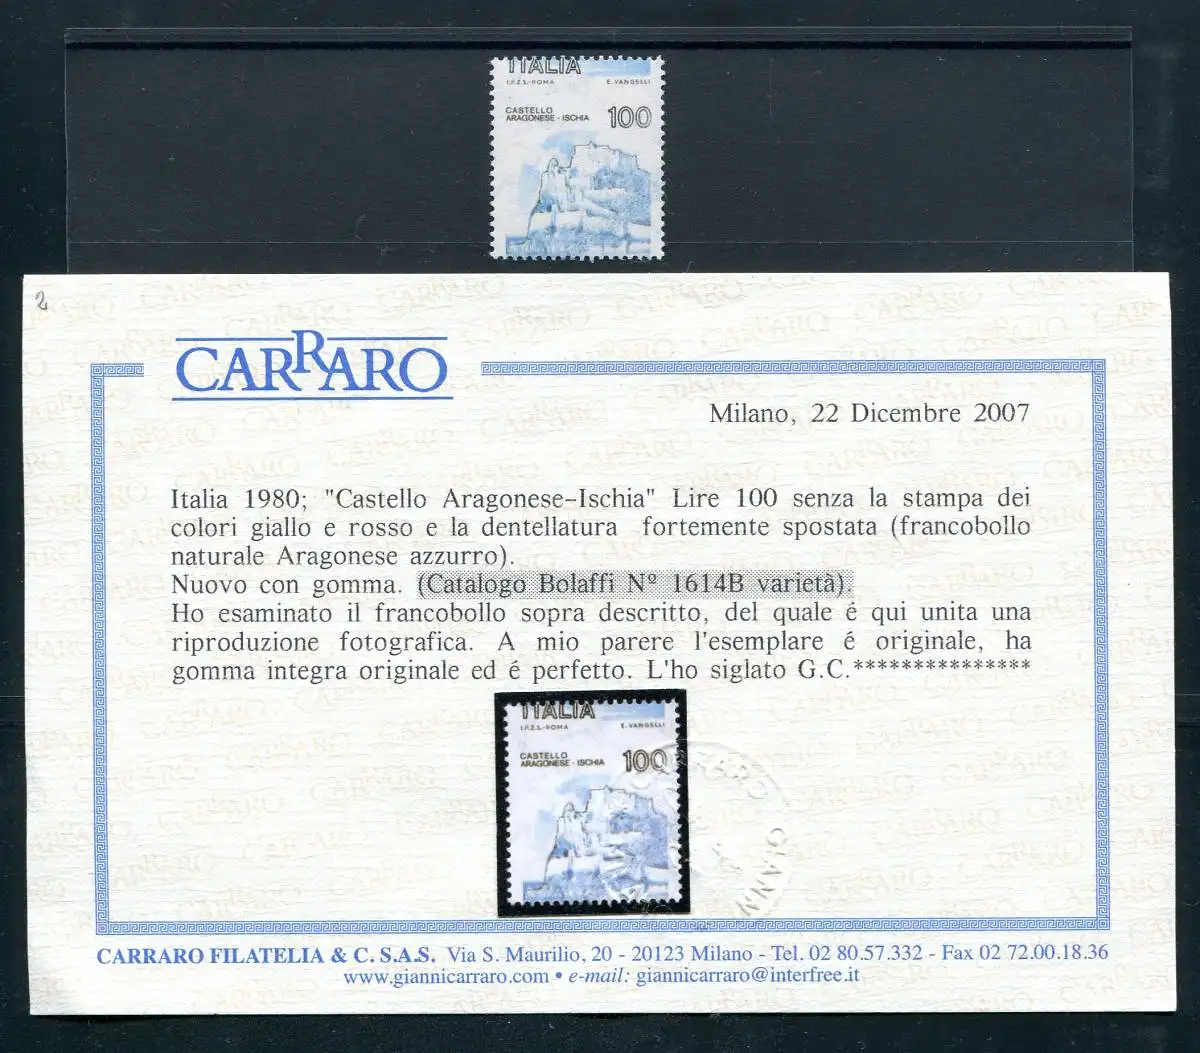 ITALIA
I.P.Z.S.-ROMA E. VANGELLI
CASTELLO
ARAGONESE - ISCHIA 100
2
CARRARO
Milano, 22 Dicembre 2007
Italia 1980; "Castello Aragonese-Ischia" Lire 100 senza la stampa dei
colori giallo e rosso e la dentellatura fortemente spostata (francobollo
naturale Aragonese azzurro).
Nuovo con gomma. (Catalogo Bolaffi Nº 1614B varietà).
Ho esaminato il francobollo sopra descritto, del quale é qui unita una
riproduzione fotografica. A mio parere l'esemplare é originale, ha
gomma integra originale ed é perfetto. L'ho siglato G.C.***************
ITALIA
I.P.Z.S.-ROMA E. VANGELLI
CASTELLO
ARAGONESE - ISCHIA 100
CARRARO GIANNI
CARRARO FILATELIA & C. S.A.S. Via S. Maurilio, 20 - 20123 Milano - Tel. 02 80.57.332 - Fax 02 72.00.18.36
www.giannicarraro.com • e-mail: giannicarraro@interfree.it